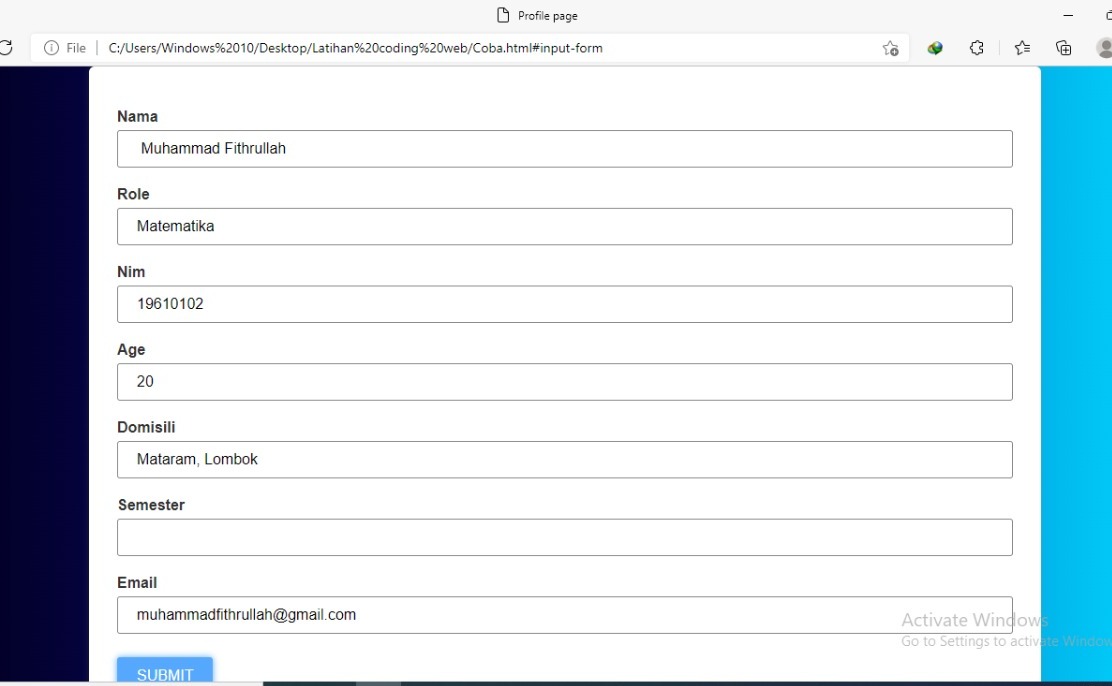 Profile page
File
C:/Users/Windows%2010/Desktop/Latihan%20coding%20web/Coba.html#input-form
Nama
Muhammad Fithrullah
Role
Matematika
Nim
19610102
Age
20
Domisili
Mataram, Lombok
Semester
Email
muhammadfithrullah@gmail.com
Activate Windows
Go to Settings to activate Window
SUBMIT